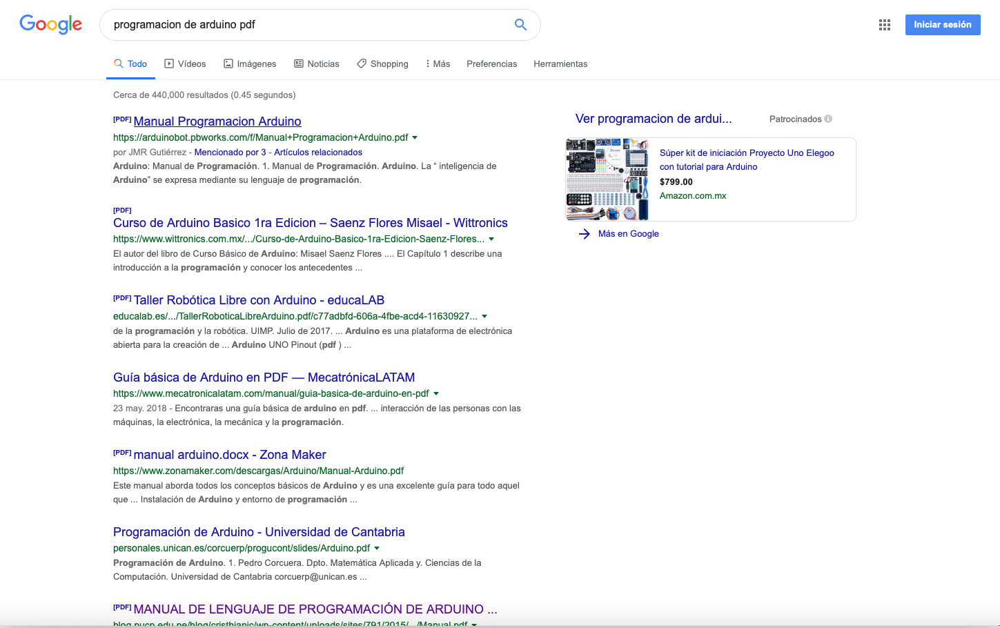 Google
programacion de arduino pdf
Iniciar sesión
Todo
Vídeos
Imágenes
Noticias
Shopping
Más
Preferencias
Herramientas
Cerca de 440,000 resultados (0.45 segundos)
[PDF] Manual Programacion Arduino
https://arduinobot.pbworks.com/f/Manual+Programacion+Arduino.pdf
por JMR Gutiérrez - Mencionado por 3 - Artículos relacionados
Arduino: Manual de Programación. 1. Manual de Programación. Arduino. La “ inteligencia de
Arduino” se expresa mediante su lenguaje de programación.
[PDF]
Curso de Arduino Basico 1ra Edicion – Saenz Flores Misael - Wittronics
https://www.wittronics.com.mx/.../Curso-de-Arduino-Basico-1ra-Edicion-Saenz-Flores...
El autor del libro de Curso Básico de Arduino: Misael Saenz Flores .... El Capítulo 1 describe una
introducción a la programación y conocer los antecedentes ...
[PDF] Taller Robótica Libre con Arduino - educaLAB
educalab.es/.../TallerRoboticaLibreArduino.pdf/c77adbfd-606a-4fbe-acd4-11630927...
de la programación y la robótica. UIMP. Julio de 2017. ... Arduino es una plataforma de electrónica
abierta para la creación de ... Arduino UNO Pinout (pdf ) ...
Guía básica de Arduino en PDF — MecatrónicaLATAM
https://www.mecatronicalatam.com/manual/guia-basica-de-arduino-en-pdf
23 may. 2018 - Encontraras una guía básica de arduino en pdf. ... interacción de las personas con las
máquinas, la electrónica, la mecánica y la programación.
[PDF] manual arduino.docx - Zona Maker
https://www.zonamaker.com/descargas/Arduino/Manual-Arduino.pdf
Este manual aborda todos los conceptos básicos de Arduino y es una excelente guía para todo aquel
que ... Instalación de Arduino y entorno de programación ...
Programación de Arduino - Universidad de Cantabria
personales.unican.es/corcuerp/progucont/slides/Arduino.pdf
Programación de Arduino. 1. Pedro Corcuera. Dpto. Matemática Aplicada y. Ciencias de la
Computación. Universidad de Cantabria corcuerp@unican.es ...
[PDF] MANUAL DE LENGUAJE DE PROGRAMACIÓN DE ARDUINO ...
blog.pucp.edu.pe/blog/cristhianjc/wp-content/uploads/sites/791/2015/.../Manual.pdf
Ver programacion de ardui...
Patrocinados
Súper kit de iniciación Proyecto Uno Elegoo
con tutorial para Arduino
$799.00
Amazon.com.mx
Más en Google